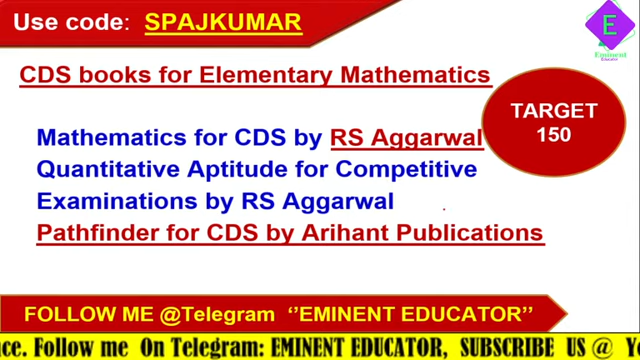 Use code: SPAJKUMAR
E
Eminent
Educator
CDS books for Elementary Mathematics
TARGET
150
Mathematics for CDS by RS Aggarwal
Quantitative Aptitude for Competitive
Examinations by RS Aggarwal
Pathfinder for CDS by Arihant Publications
FOLLOW ME @Telegram ‘’EMINENT EDUCATOR’’
Follow me On Telegram: EMINENT EDUCATOR, SUBSCRIBE US @